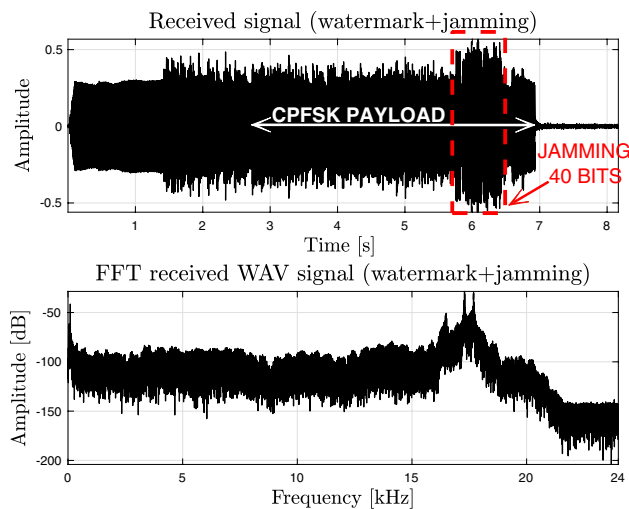 Received signal (watermark+jamming)
Amplitude
0.5
0
-0.5
CPFSK PAYLOAD
JAMMING
40 BITS
1 2 3 4 5 6 7 8
Time [s]
FFT received WAV signal (watermark+jamming)
Amplitude [dB]
-50
-100
-150
-200
0 5 10 15 20 24
Frequency [kHz]